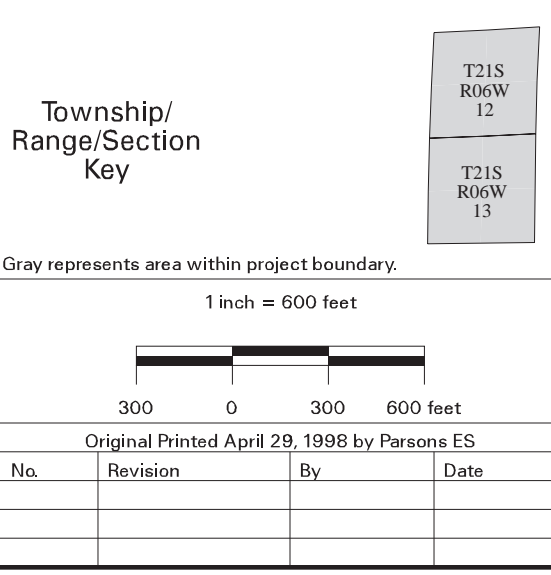 Township/
Range/Section
Key
T21S
R06W
12
T21S
R06W
13
Gray represents area within project boundary.
1 inch = 600 feet
300 0 300 600 feet
Original Printed April 29, 1998 by Parsons ES
No. Revision By Date